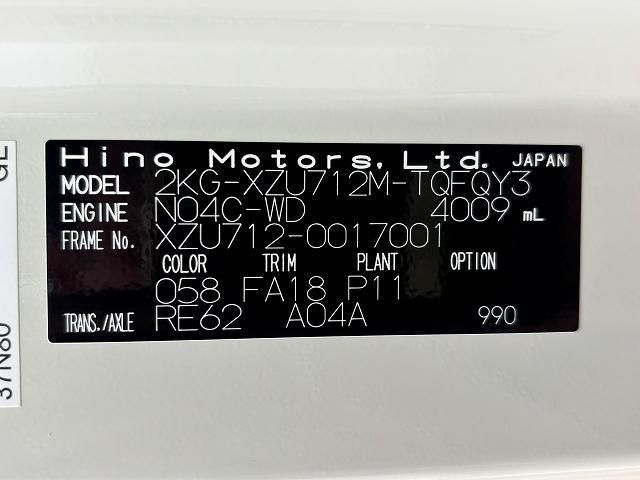 Hino Motors, Ltd. JAPAN
MODEL 2KG-XZU712M-TQFQY3
ENGINE N04C-WD 4009 mL
FRAME No. XZU712-0017001
COLOR TRIM PLANT OPTION
058 FA18 P11
TRANS./AXLE RE62 A04A 990
37N80